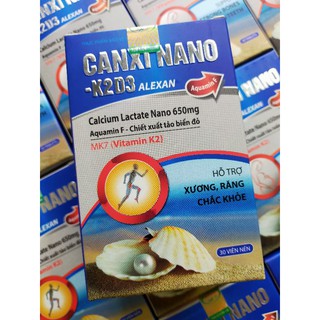 CANXI NANO
-K2D3 ALEXAN
Aquamin F
Calcium Lactate Nano 650mg
Aquamin F - Chiết xuất tảo biển đỏ
MK7 (Vitamin K2)
HỖ TRỢ
XƯƠNG, RĂNG
CHẮC KHỎE
30 VIÊN NÉN